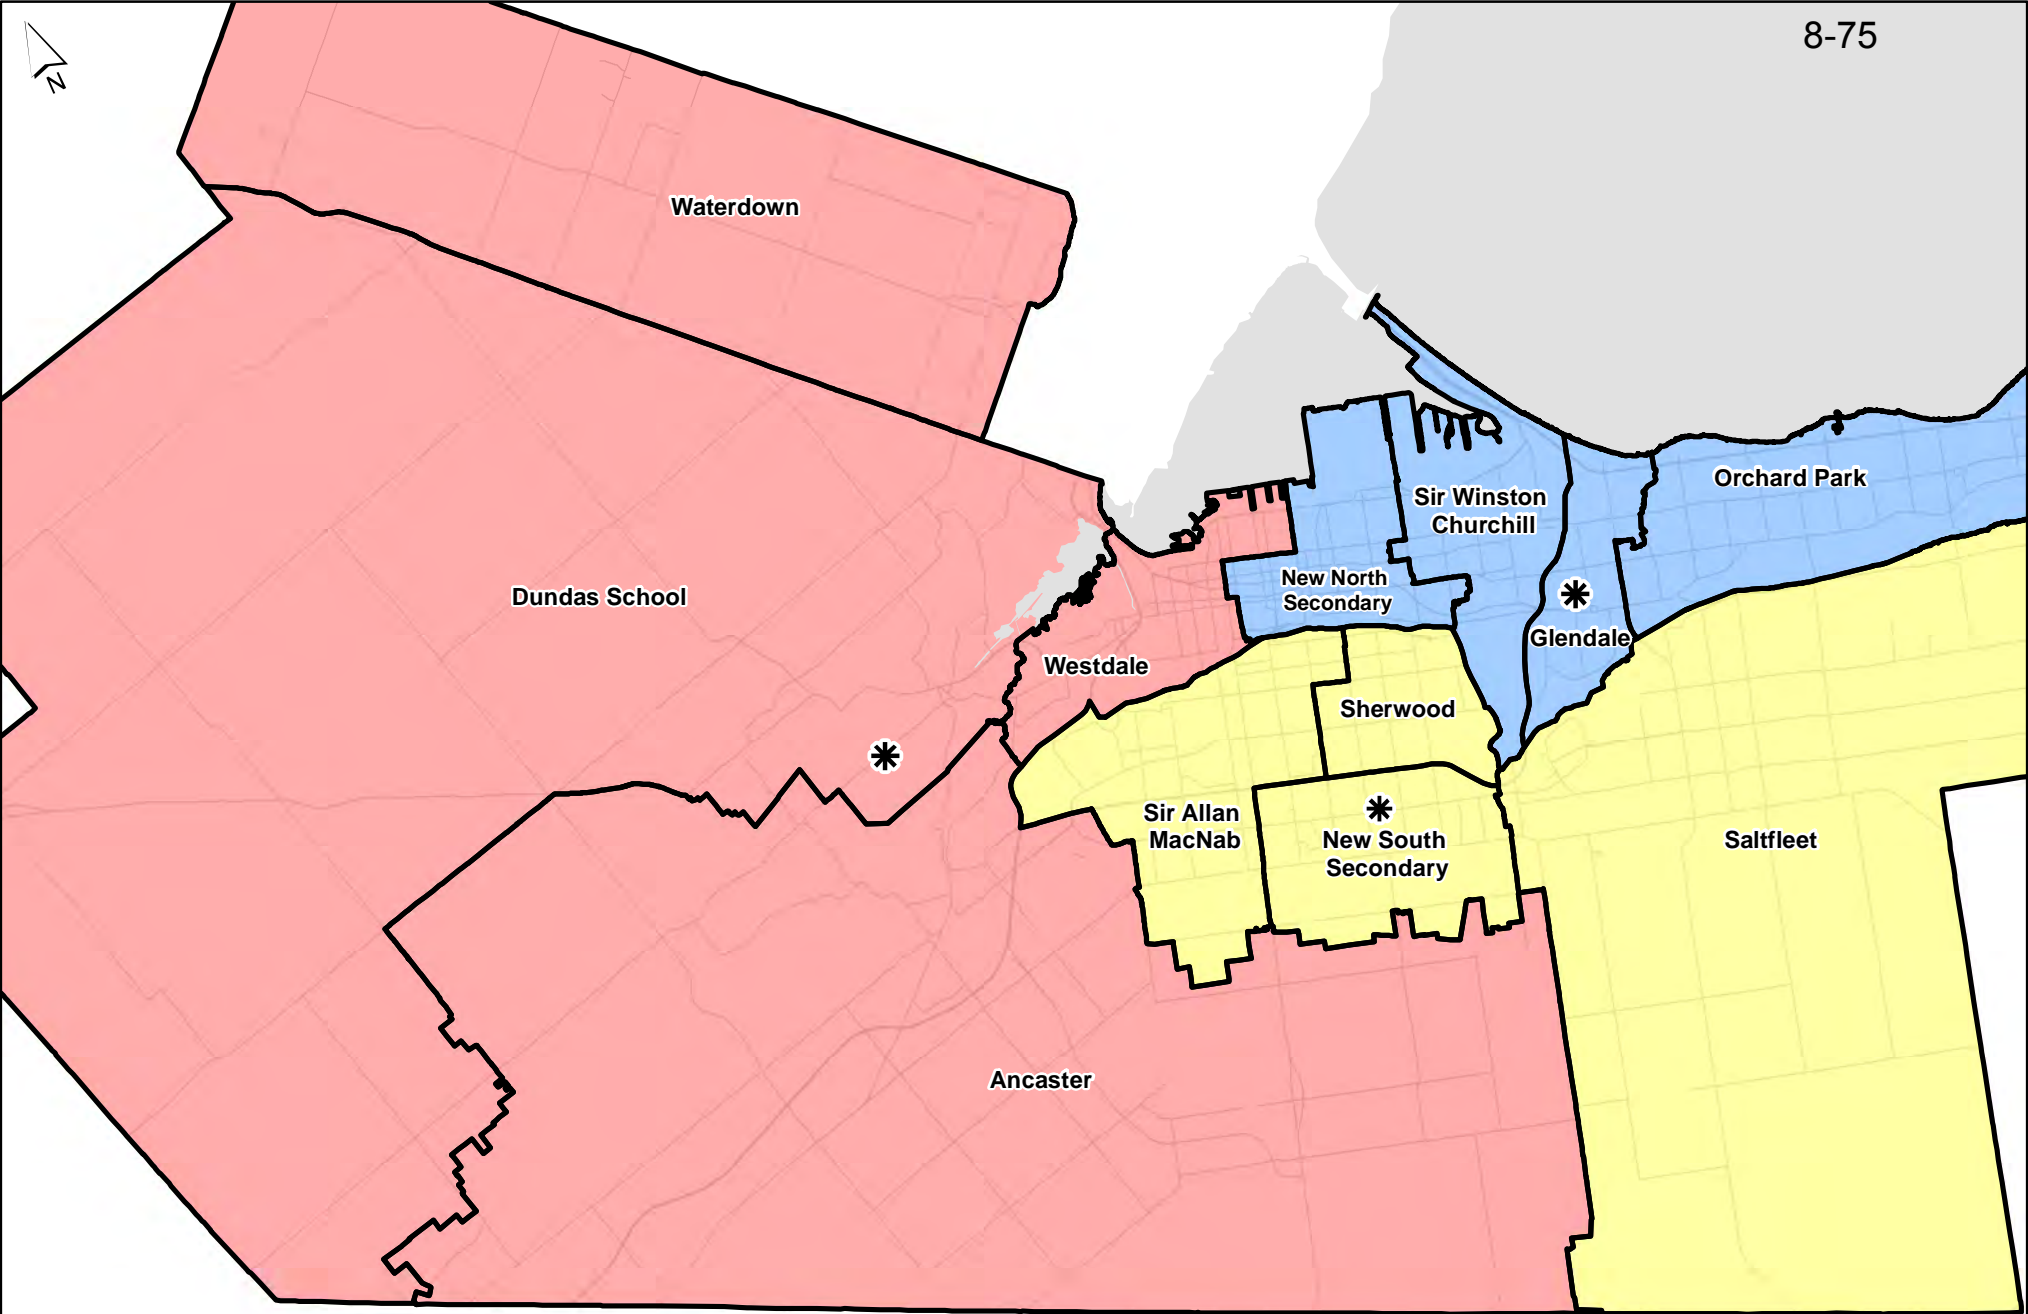 8-75
N
Waterdown
Orchard Park
Sir Winston
Churchill
New North
Secondary
Dundas School
Glendale
Westdale
Sherwood
Sir Allan
MacNab
New South
Secondary
Saltfleet
Ancaster